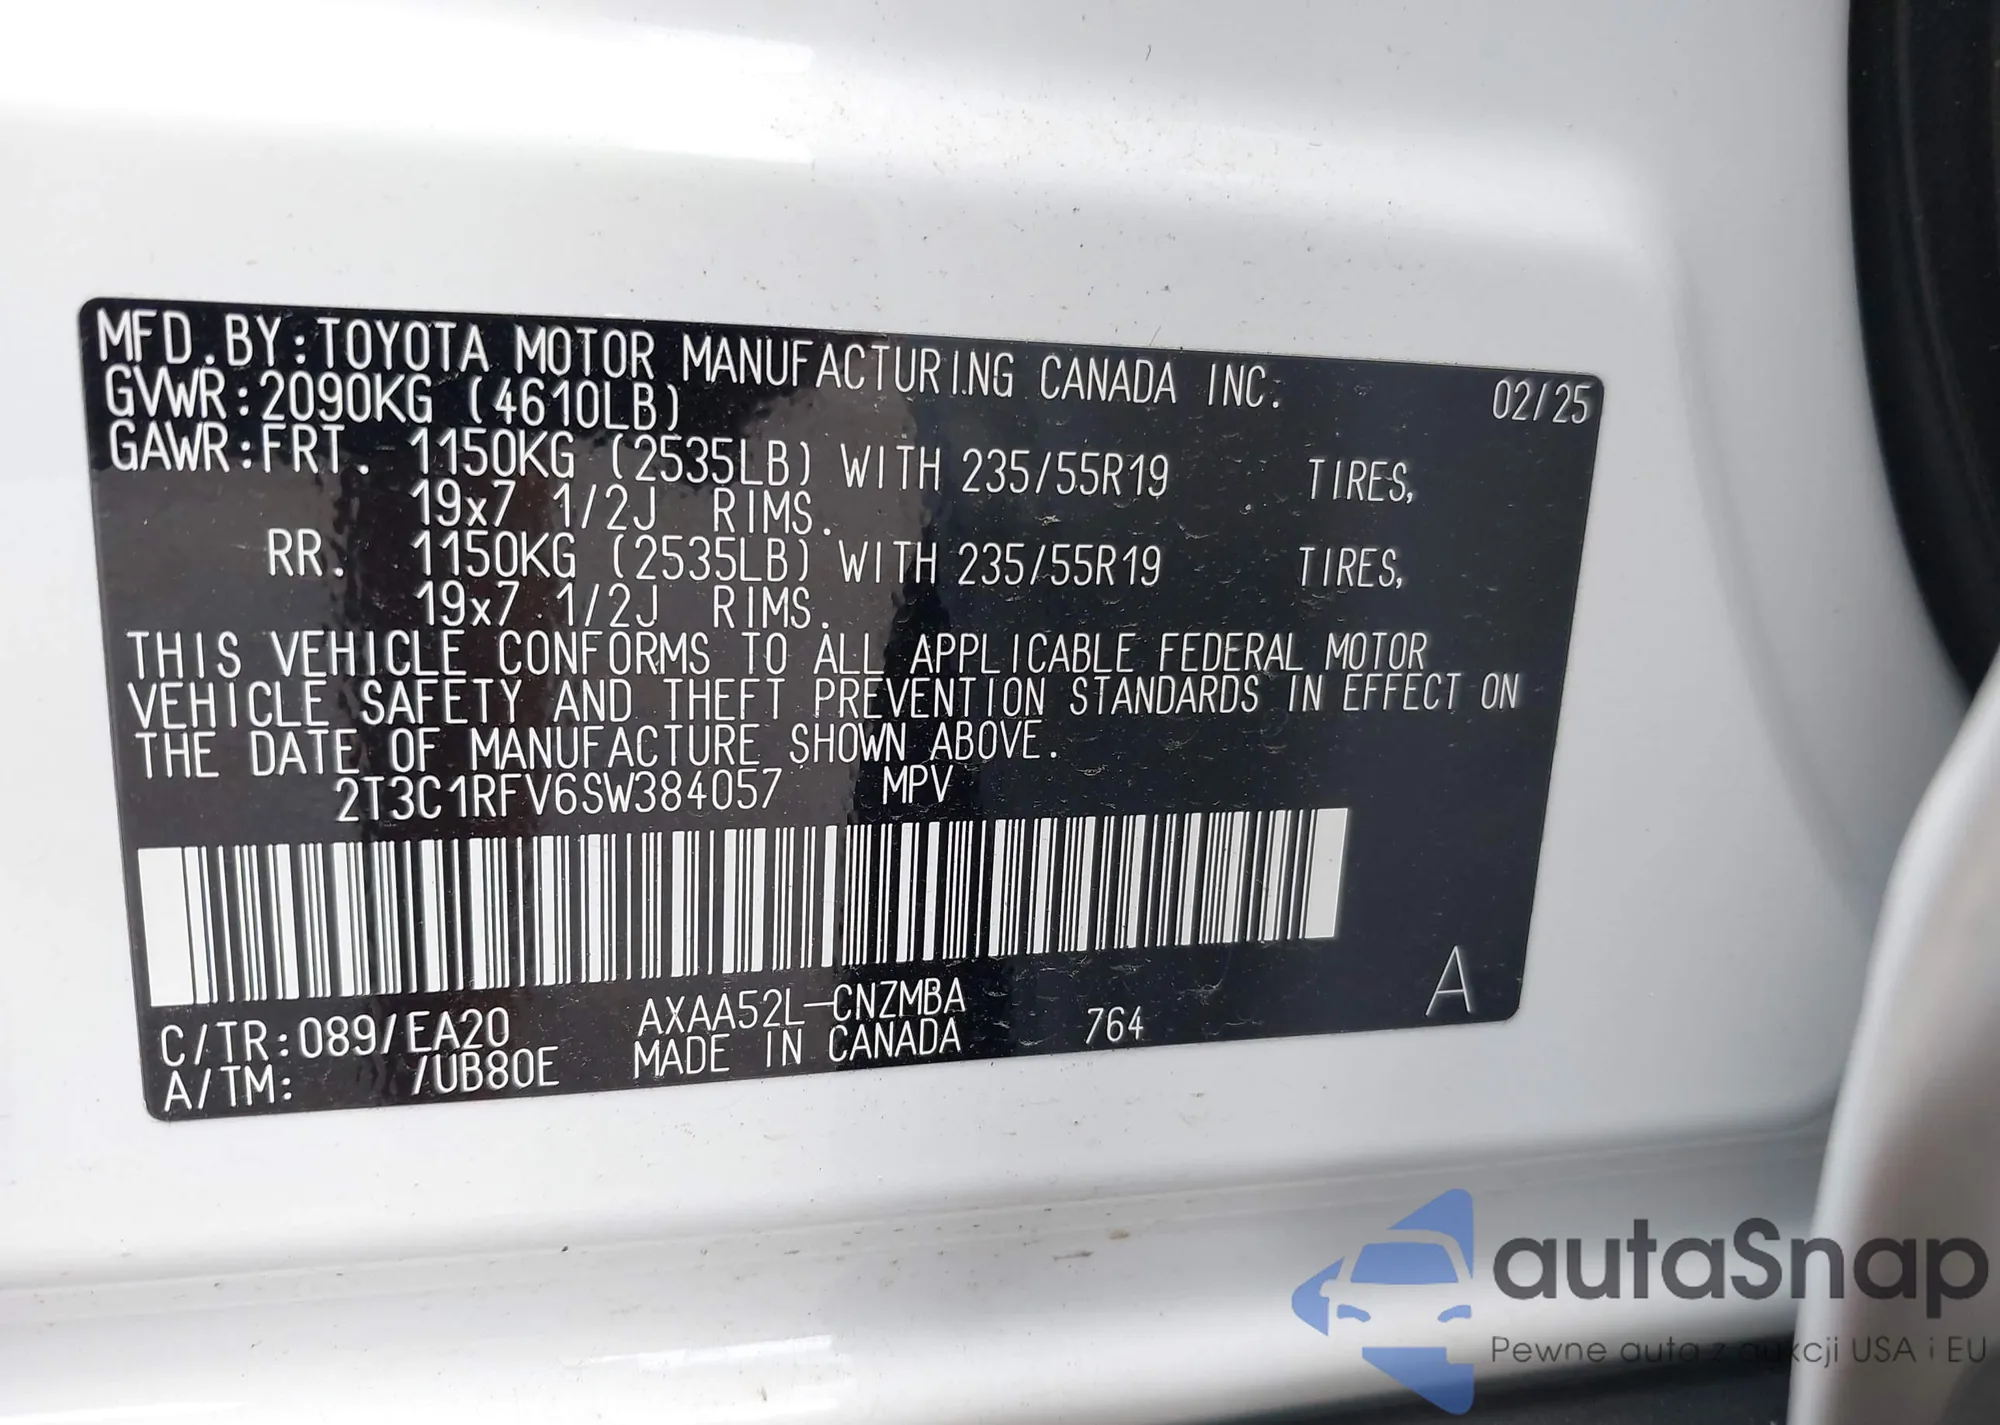 MFD.BY:TOYOTA MOTOR MANUFACTURING CANADA INC. 02/25
GVWR:2090KG (4610LB)
GAWR:FRT. 1150KG (2535LB) WITH 235/55R19 TIRES,
19x7 1/2J RIMS.
RR. 1150KG (2535LB) WITH 235/55R19 TIRES,
19x7 1/2J RIMS.
THIS VEHICLE CONFORMS TO ALL APPLICABLE FEDERAL MOTOR
VEHICLE SAFETY AND THEFT PREVENTION STANDARDS IN EFFECT ON
THE DATE OF MANUFACTURE SHOWN ABOVE.
2T3C1RFV6SW384057 MPV
C/TR:089/EA20 AXAA52L-CNZMBA 764 A
A/TM: /UB80E MADE IN CANADA
autaSnap
Pewne auta z aukcji USA i EU